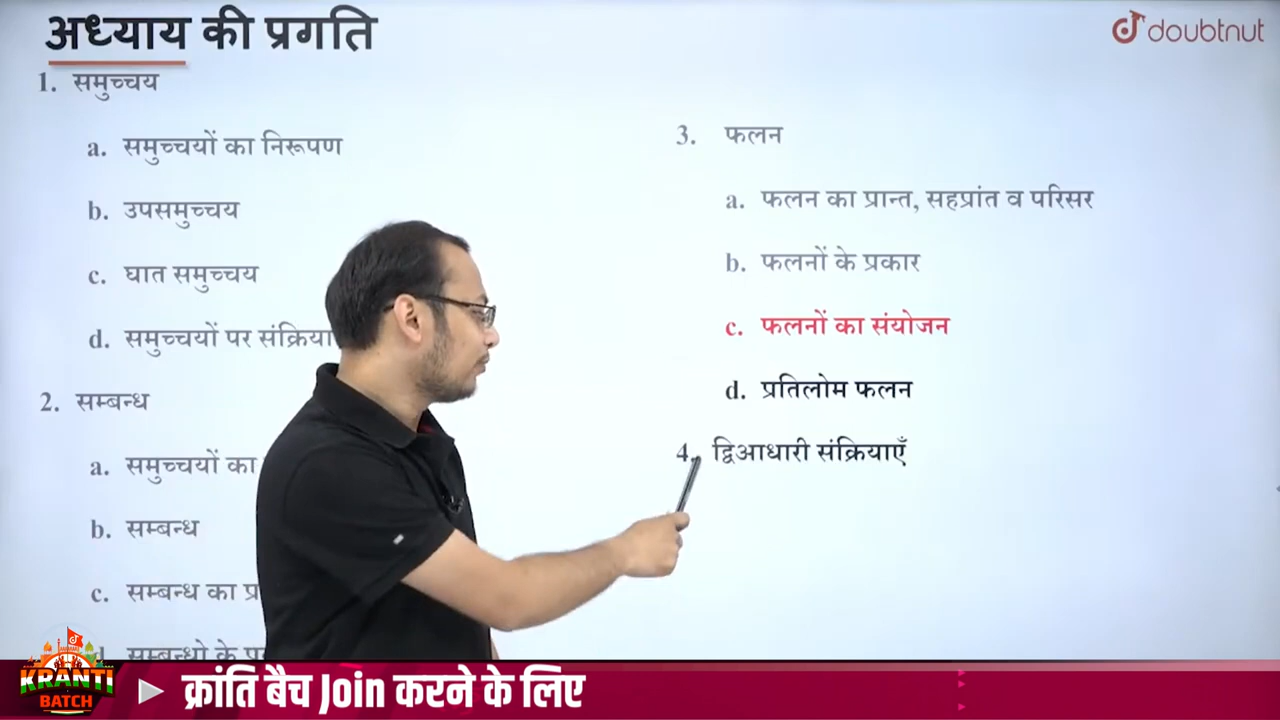 अध्याय की प्रगति
doubtnut
1. समुच्चय
a. समुच्चयों का निरूपण
b. उपसमुच्चय
c. घात समुच्चय
d. समुच्चयों पर संक्रिया
2. सम्बन्ध
a. समुच्चयों का
b. सम्बन्ध
c. सम्बन्ध का
d. सम्बन्धो के
3. फलन
a. फलन का प्रान्त, सहप्रांत व परिसर
b. फलनों के प्रकार
c. फलनों का संयोजन
d. प्रतिलोम फलन
4. द्विआधारी संक्रियाएँ
KRANTI
BATCH
क्रांति बैच Join करने के लिए